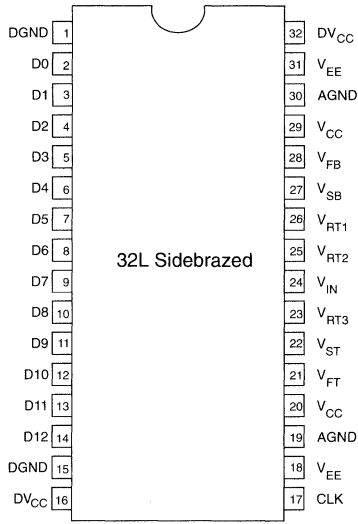 DGND 1 32 DVCC
D0 2 31 VEE
D1 3 30 AGND
D2 4 29 VCC
D3 5 28 VFB
D4 6 27 VSB
D5 7 26 VRT1
D6 8 25 VRT2
32L Sidebrazed
D7 9 24 VIN
D8 10 23 VRT3
D9 11 22 VST
D10 12 21 VFT
D11 13 20 VCC
D12 14 19 AGND
DGND 15 18 VEE
DVCC 16 17 CLK